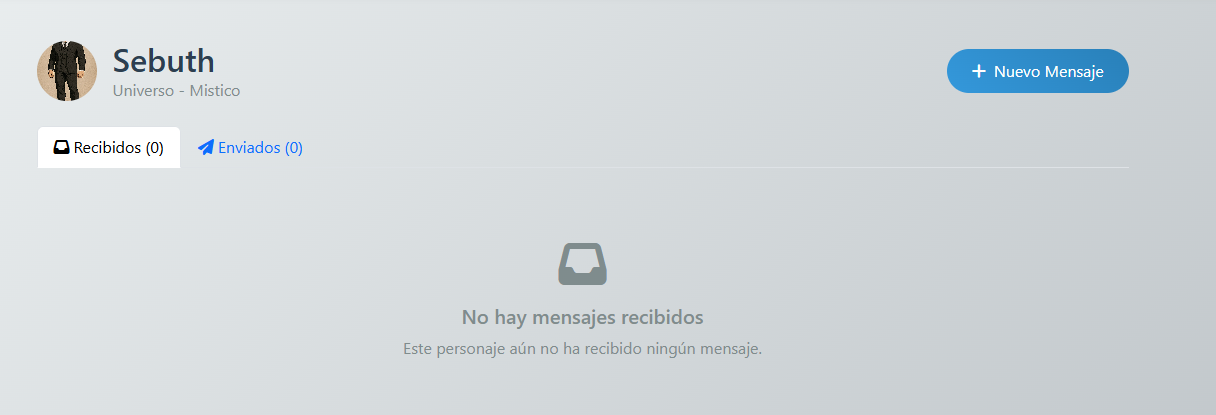 Sebuth
Universo - Mistico
Nuevo Mensaje
Recibidos (0)
Enviados (0)
No hay mensajes recibidos
Este personaje aún no ha recibido ningún mensaje.